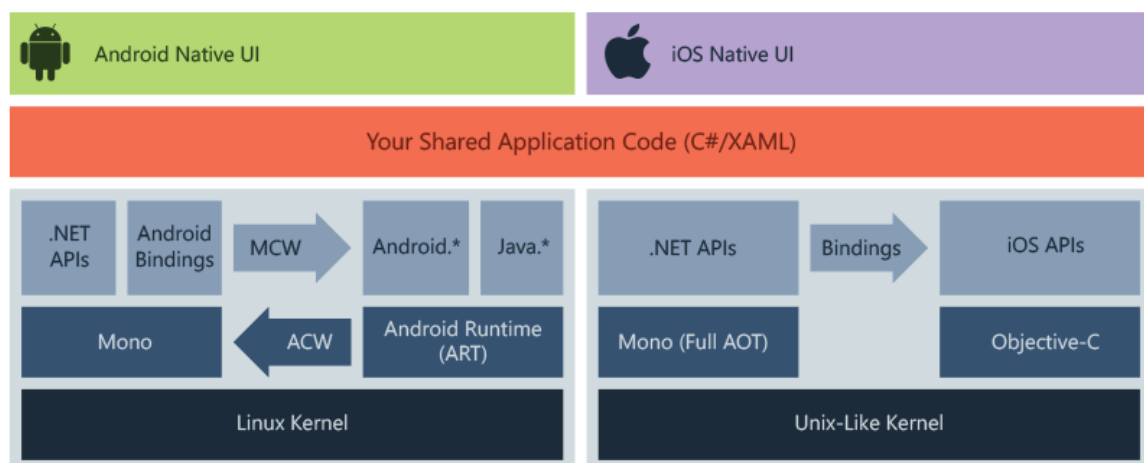 Android Native UI
iOS Native UI
Your Shared Application Code (C#/XAML)
.NET
APIs
Android
Bindings
MCW
Android.*
Java.*
Mono
ACW
Android Runtime
(ART)
Linux Kernel
.NET APIs
Bindings
iOS APIs
Mono (Full AOT)
Objective-C
Unix-Like Kernel